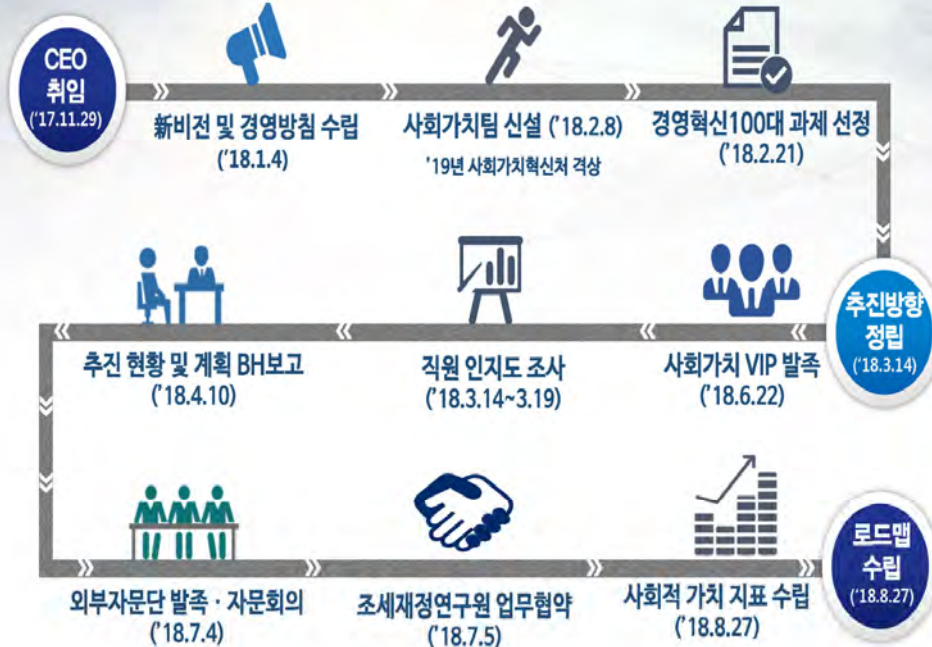 CEO
취임
('17.11.29)
新비전 및 경영방침 수립
('18.1.4)
사회가치팀 신설 ('18.2.8)
'19년 사회가치혁신처 격상
경영혁신100대 과제 선정
('18.2.21)
추진방향
정립
('18.3.14)
사회가치 VIP 발족
('18.6.22)
직원 인지도 조사
('18.3.14~3.19)
추진 현황 및 계획 BH보고
('18.4.10)
외부자문단 발족 · 자문회의
('18.7.4)
조세재정연구원 업무협약
('18.7.5)
사회적 가치 지표 수립
('18.8.27)
로드맵
수립
('18.8.27)